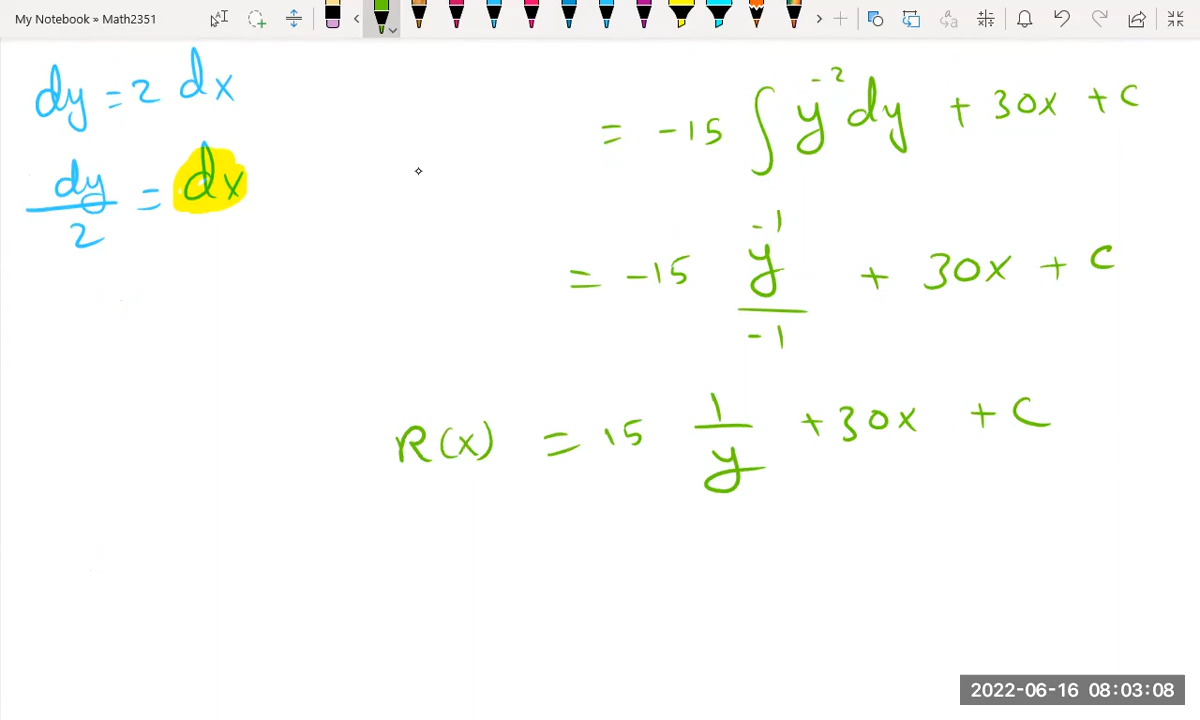 My Notebook » Math2351
dy = 2 dx
dy/2 = dx
= -15 ∫ y^-2 dy + 30x + C
= -15 y^-1/-1 + 30x + C
R(x) = 15 1/y + 30x + C
2022-06-16 08:03:08